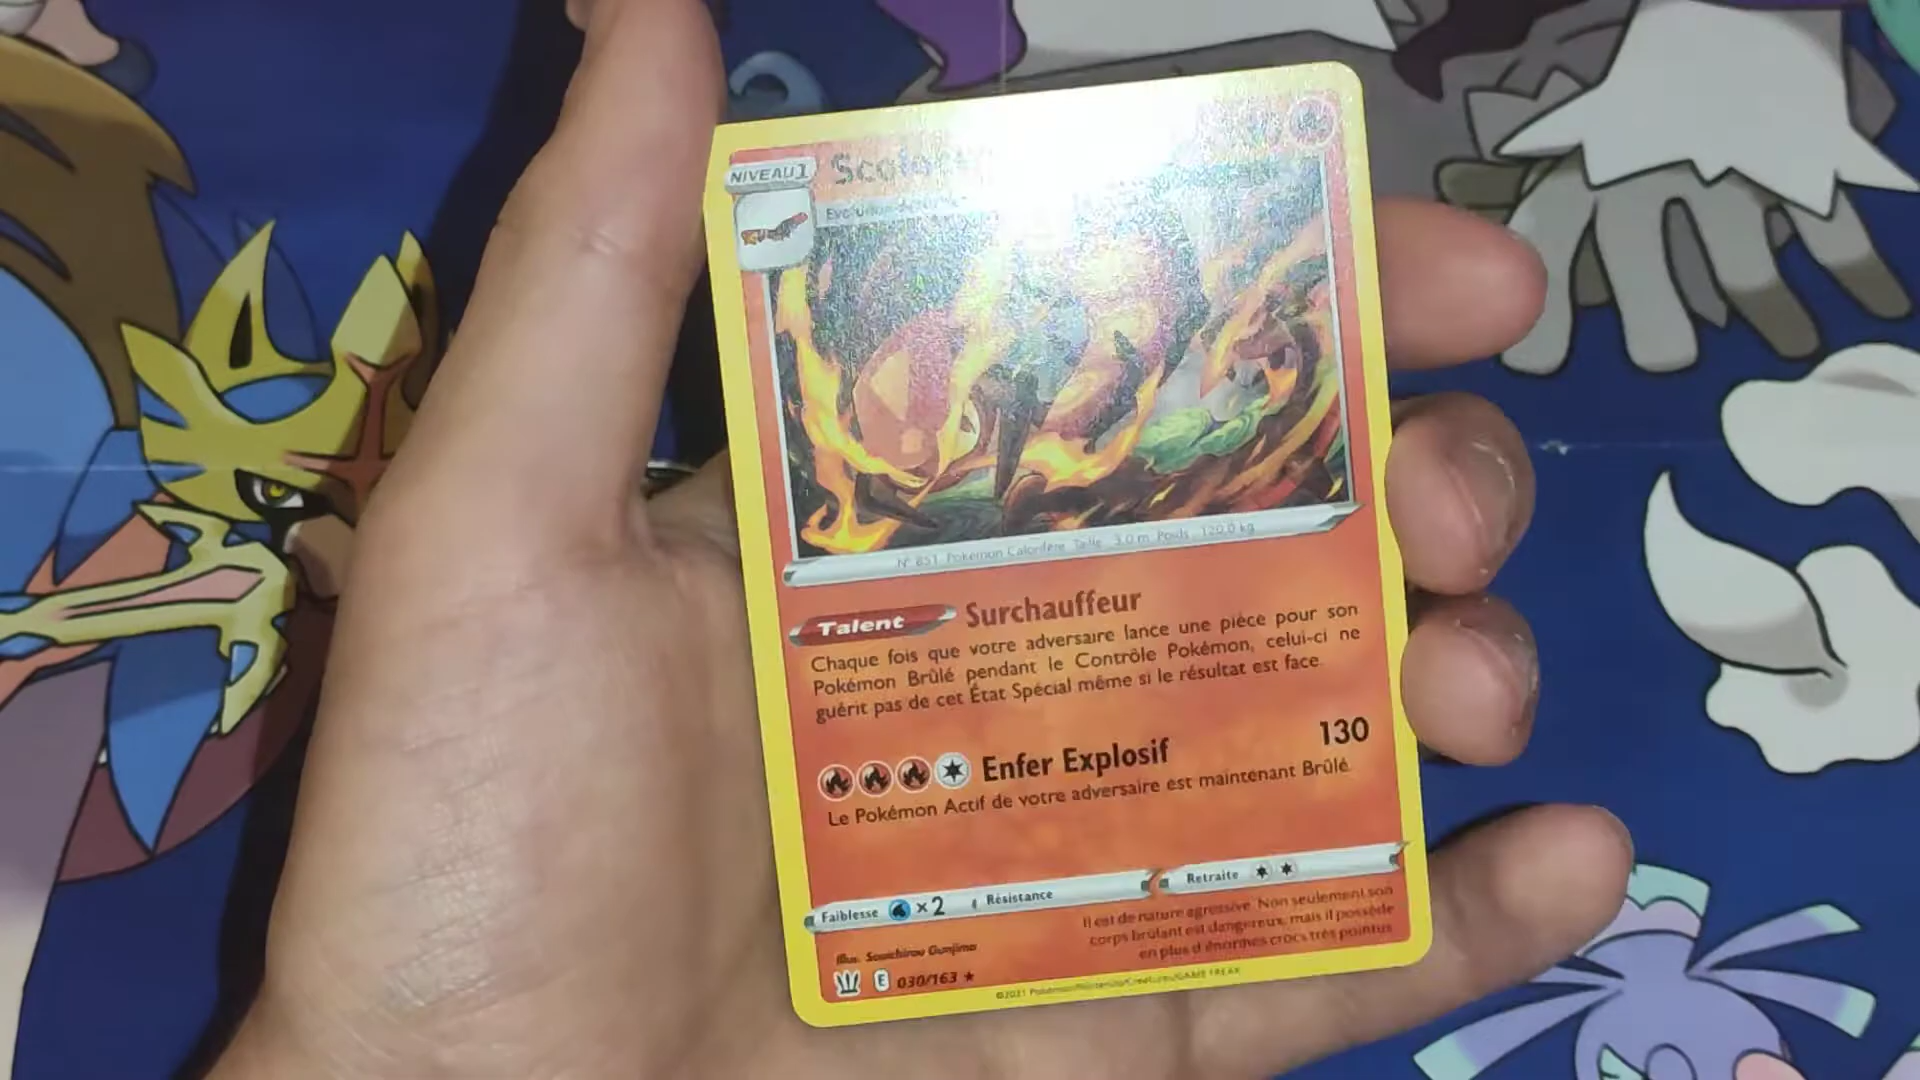 NIVEAU 1
N° 851 Pokémon Calorifère Taille : 3.0 m Poids : 120.0 kg
Talent Surchauffeur
Chaque fois que votre adversaire lance une pièce pour son
Pokémon Brûlé pendant le Contrôle Pokémon, celui-ci ne
guérit pas de cet État Spécial même si le résultat est face.
Enfer Explosif 130
Le Pokémon Actif de votre adversaire est maintenant Brûlé.
Faiblesse ×2 Résistance Retraite
Il est de nature agressive. Non seulement son
corps brûlant est dangereux, mais il possède
en plus d'énormes crocs très pointus.
Illus. Souichirou Gunjima
E 030/163 ★
©2021 Pokémon/Nintendo/Creatures/GAME FREAK